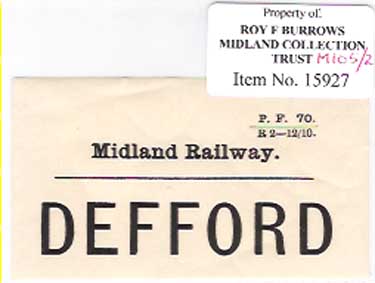 Property of:
ROY F BURROWS
MIDLAND COLLECTION
TRUST M105/2
Item No. 15927
P. F. 70.
R 2—12/10.
Midland Railway.
DEFFORD